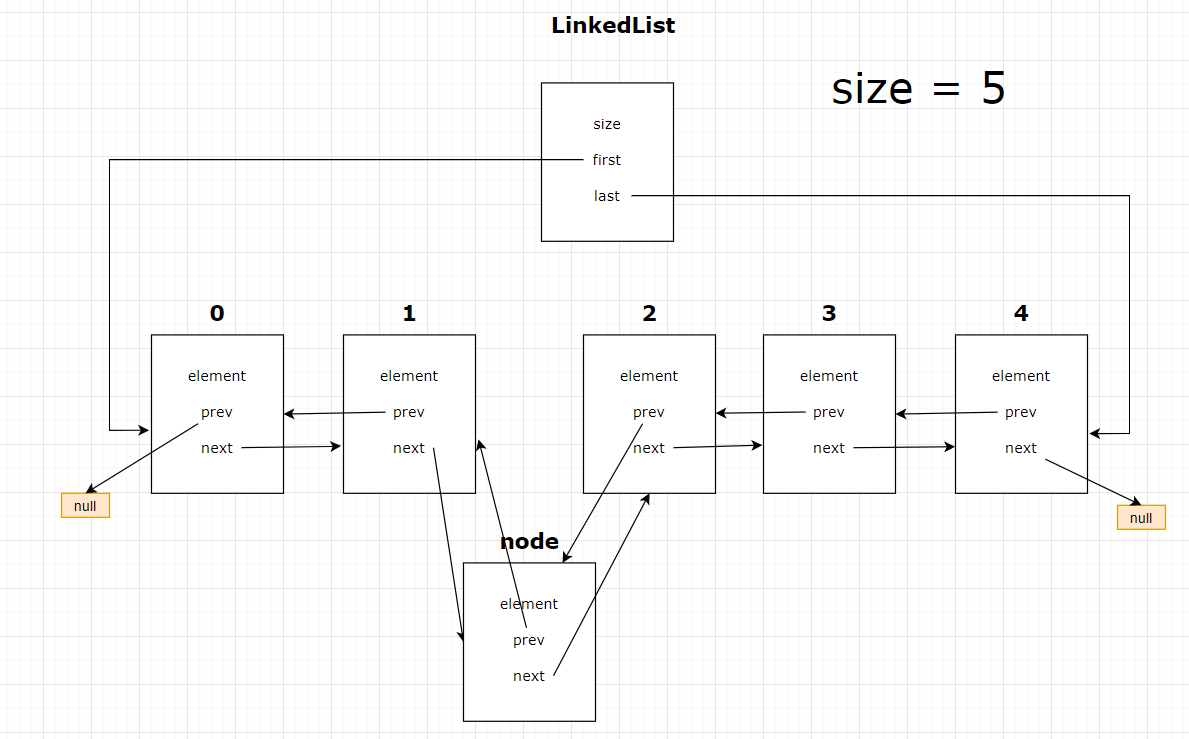 LinkedList
size = 5
size
first
last
0
1
2
3
4
element
prev
next
element
prev
next
element
prev
next
element
prev
next
element
prev
next
null
null
node
element
prev
next